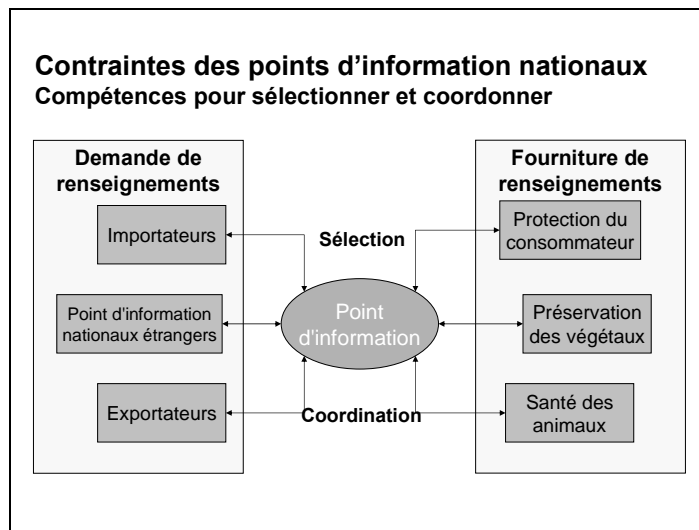 Contraintes des points d’information nationaux
Compétences pour sélectionner et coordonner
Demande de
renseignements
Importateurs
Point d'information
nationaux étrangers
Exportateurs
Sélection
Point
d'information
Coordination
Fourniture de
renseignements
Protection du
consommateur
Préservation
des végétaux
Santé des
animaux